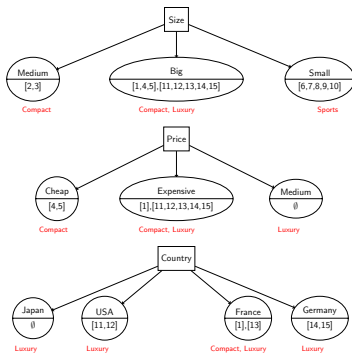 Size
Medium Big Small
[2,3] [1,4,5],[11,12,13,14,15] [6,7,8,9,10]
Compact Compact, Luxury Sports
Price
Cheap Expensive Medium
[4,5] [1],[11,12,13,14,15] ∅
Compact Compact, Luxury Luxury
Country
Japan USA France Germany
∅ [11,12] [1],[13] [14,15]
Luxury Luxury Compact, Luxury Luxury